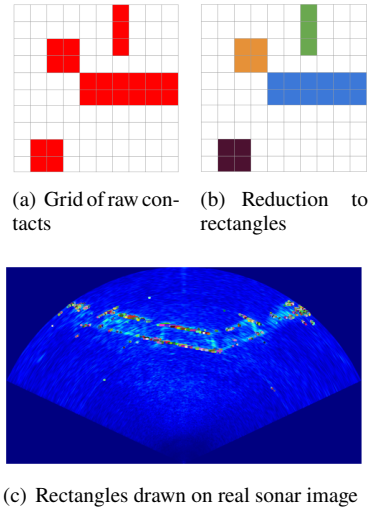 (a) Grid of raw con-
tacts
(b) Reduction to
rectangles
(c) Rectangles drawn on real sonar image